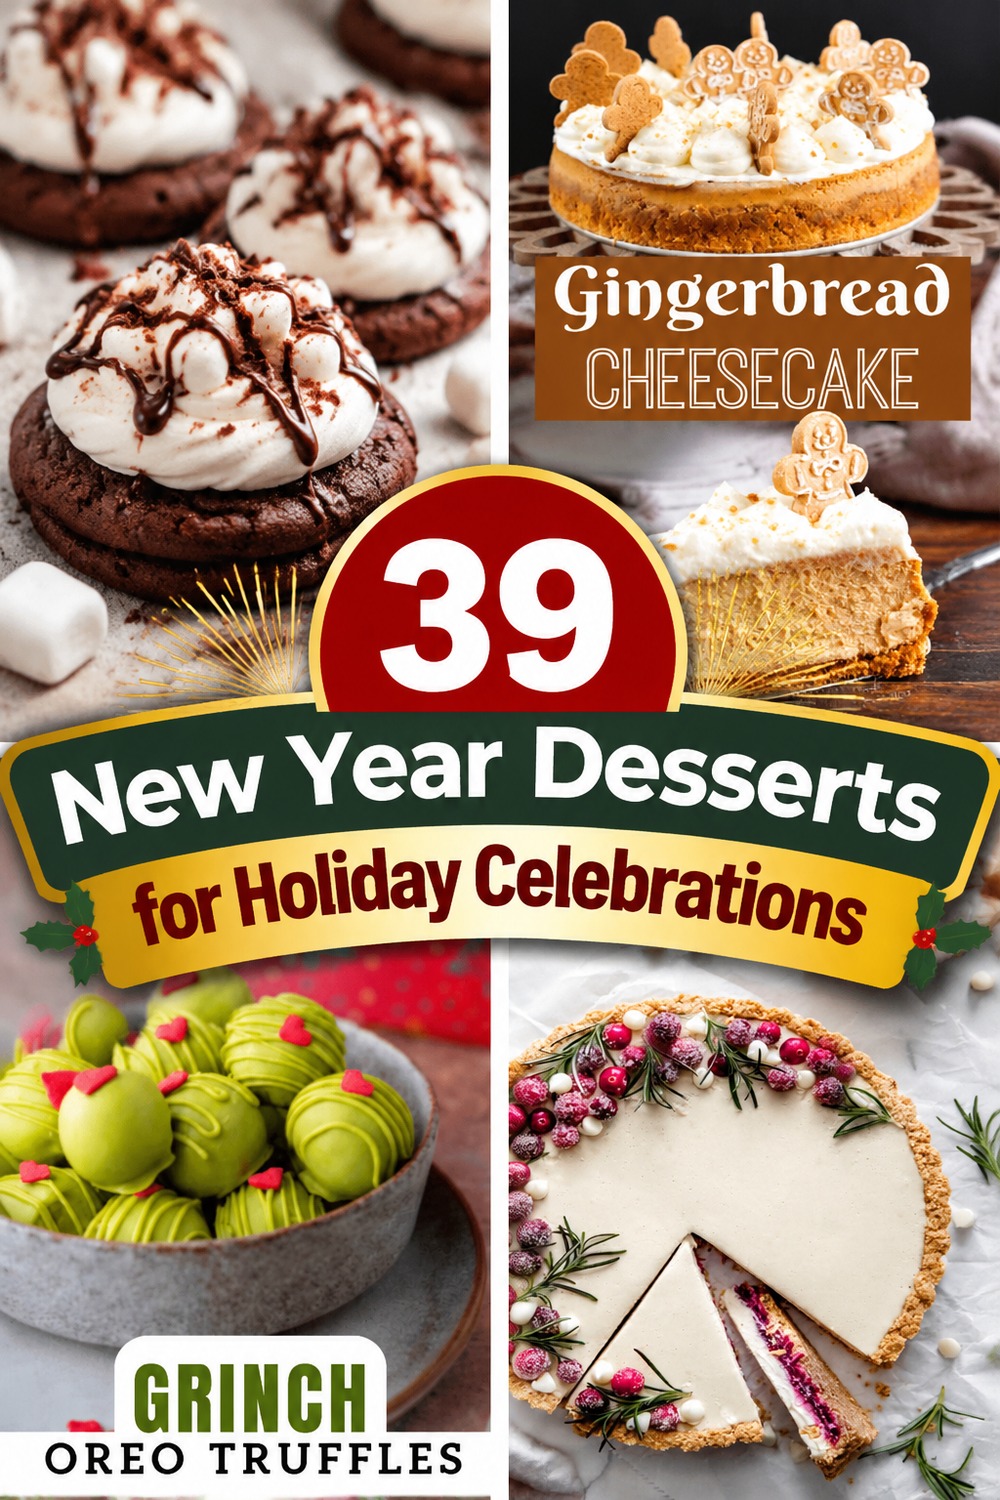 Gingerbread
CHEESECAKE
39
New Year Desserts
for Holiday Celebrations
GRINCH
OREO TRUFFLES